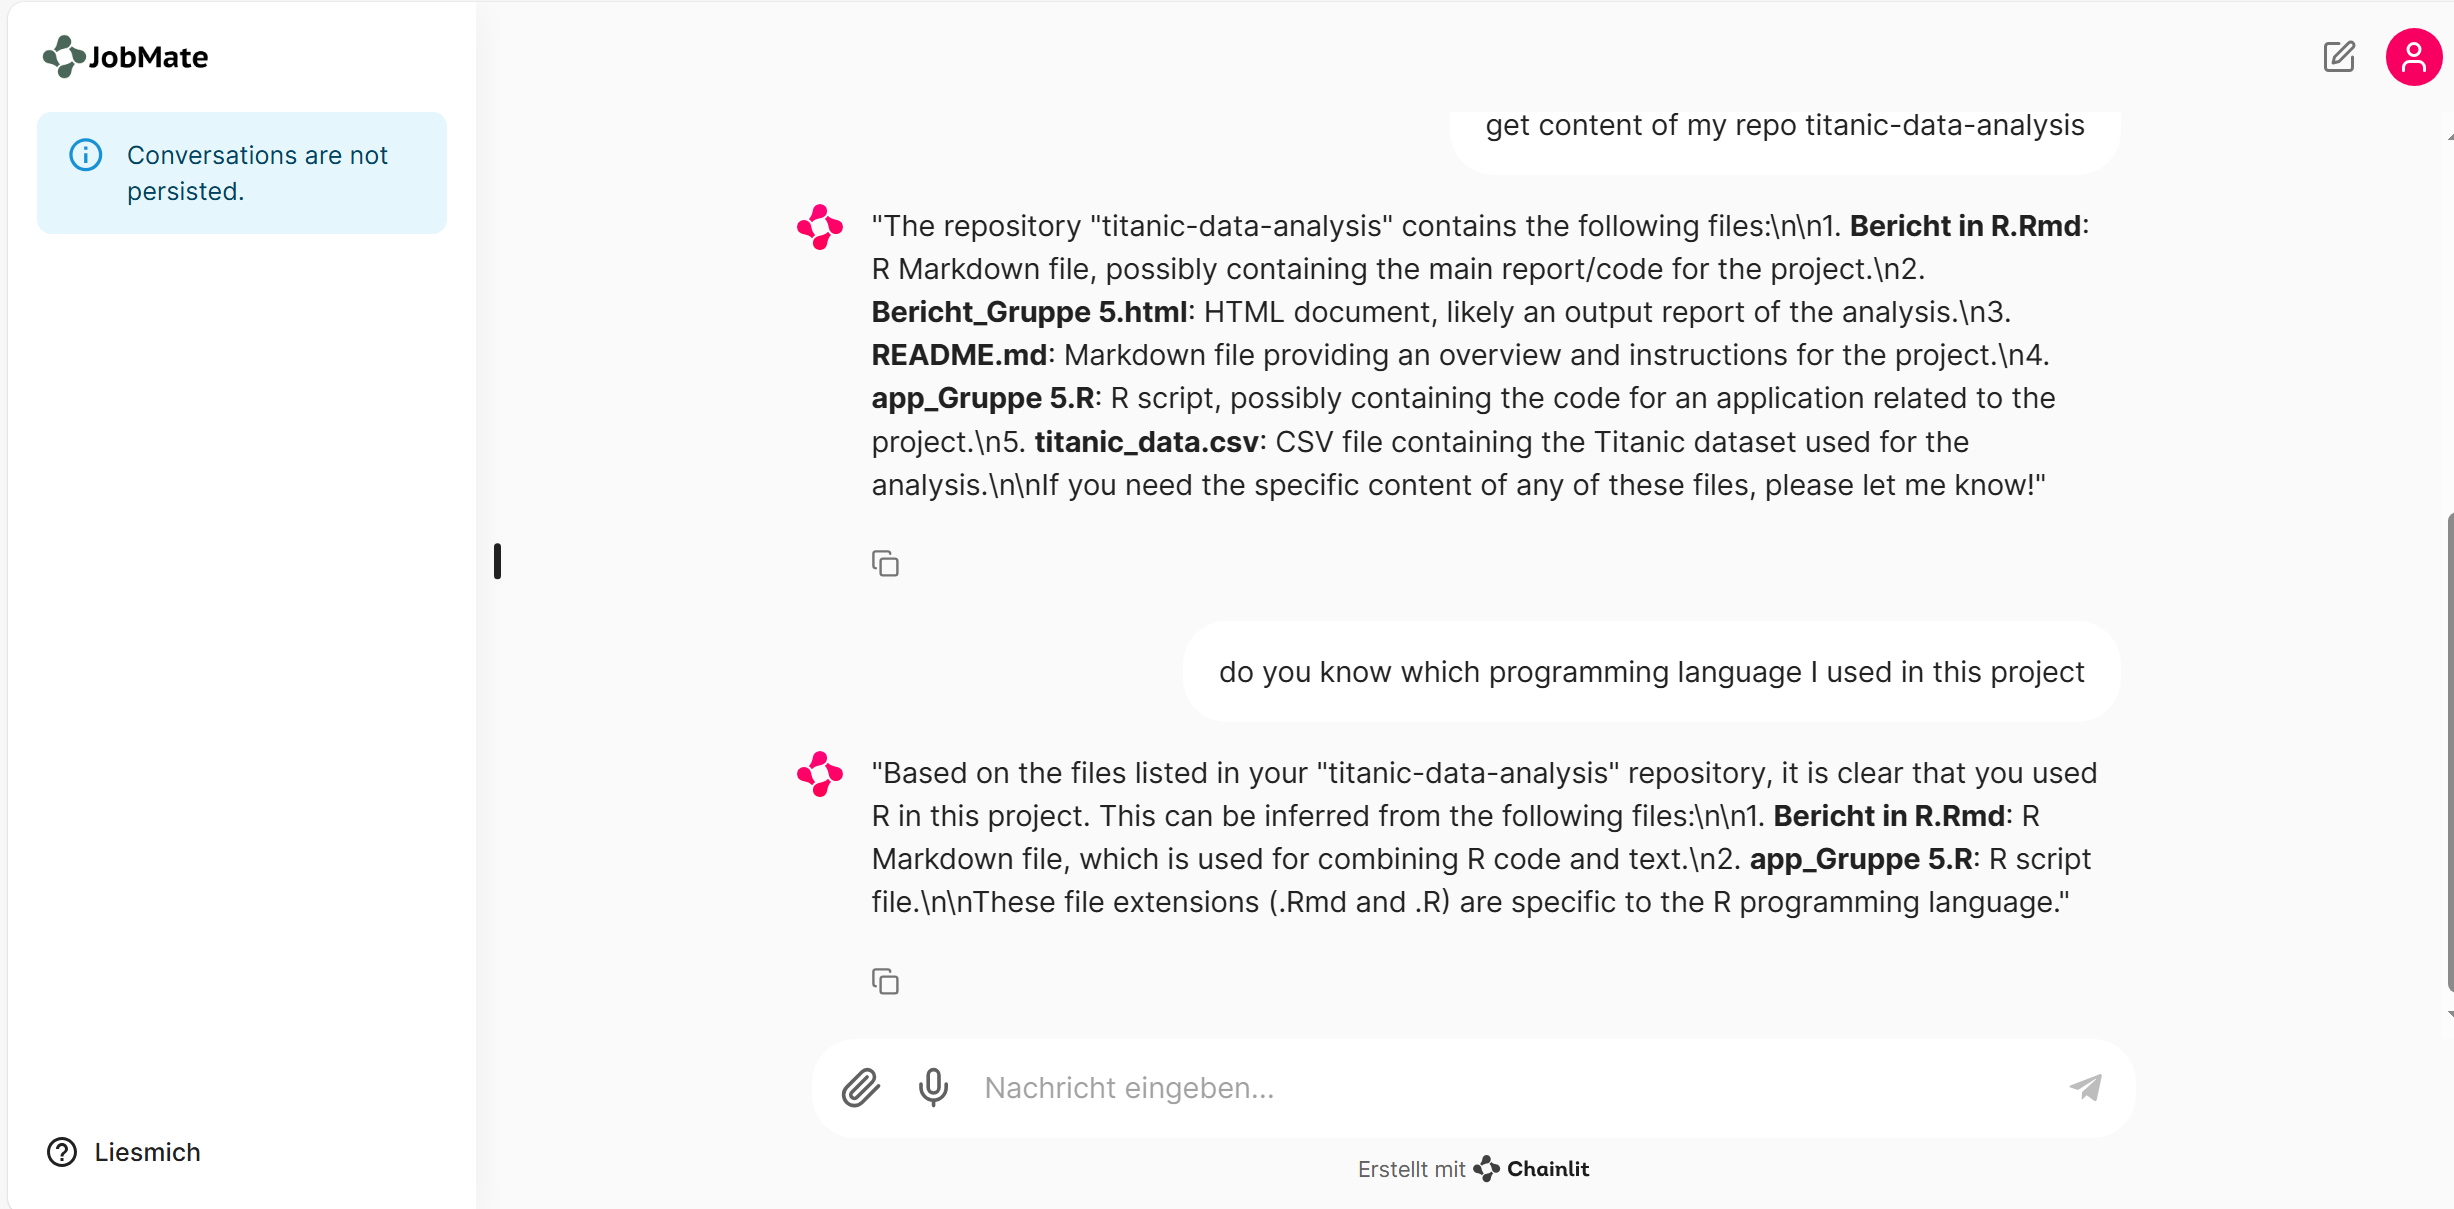 JobMate
Conversations are not
persisted.
get content of my repo titanic-data-analysis
"The repository "titanic-data-analysis" contains the following files:\n\n1. Bericht in R.Rmd:
R Markdown file, possibly containing the main report/code for the project.\n2.
Bericht_Gruppe 5.html: HTML document, likely an output report of the analysis.\n3.
README.md: Markdown file providing an overview and instructions for the project.\n4.
app_Gruppe 5.R: R script, possibly containing the code for an application related to the
project.\n5. titanic_data.csv: CSV file containing the Titanic dataset used for the
analysis.\n\nIf you need the specific content of any of these files, please let me know!"
do you know which programming language I used in this project
"Based on the files listed in your "titanic-data-analysis" repository, it is clear that you used
R in this project. This can be inferred from the following files:\n\n1. Bericht in R.Rmd: R
Markdown file, which is used for combining R code and text.\n2. app_Gruppe 5.R: R script
file.\n\nThese file extensions (.Rmd and .R) are specific to the R programming language."
Nachricht eingeben...
Liesmich
Erstellt mit Chainlit